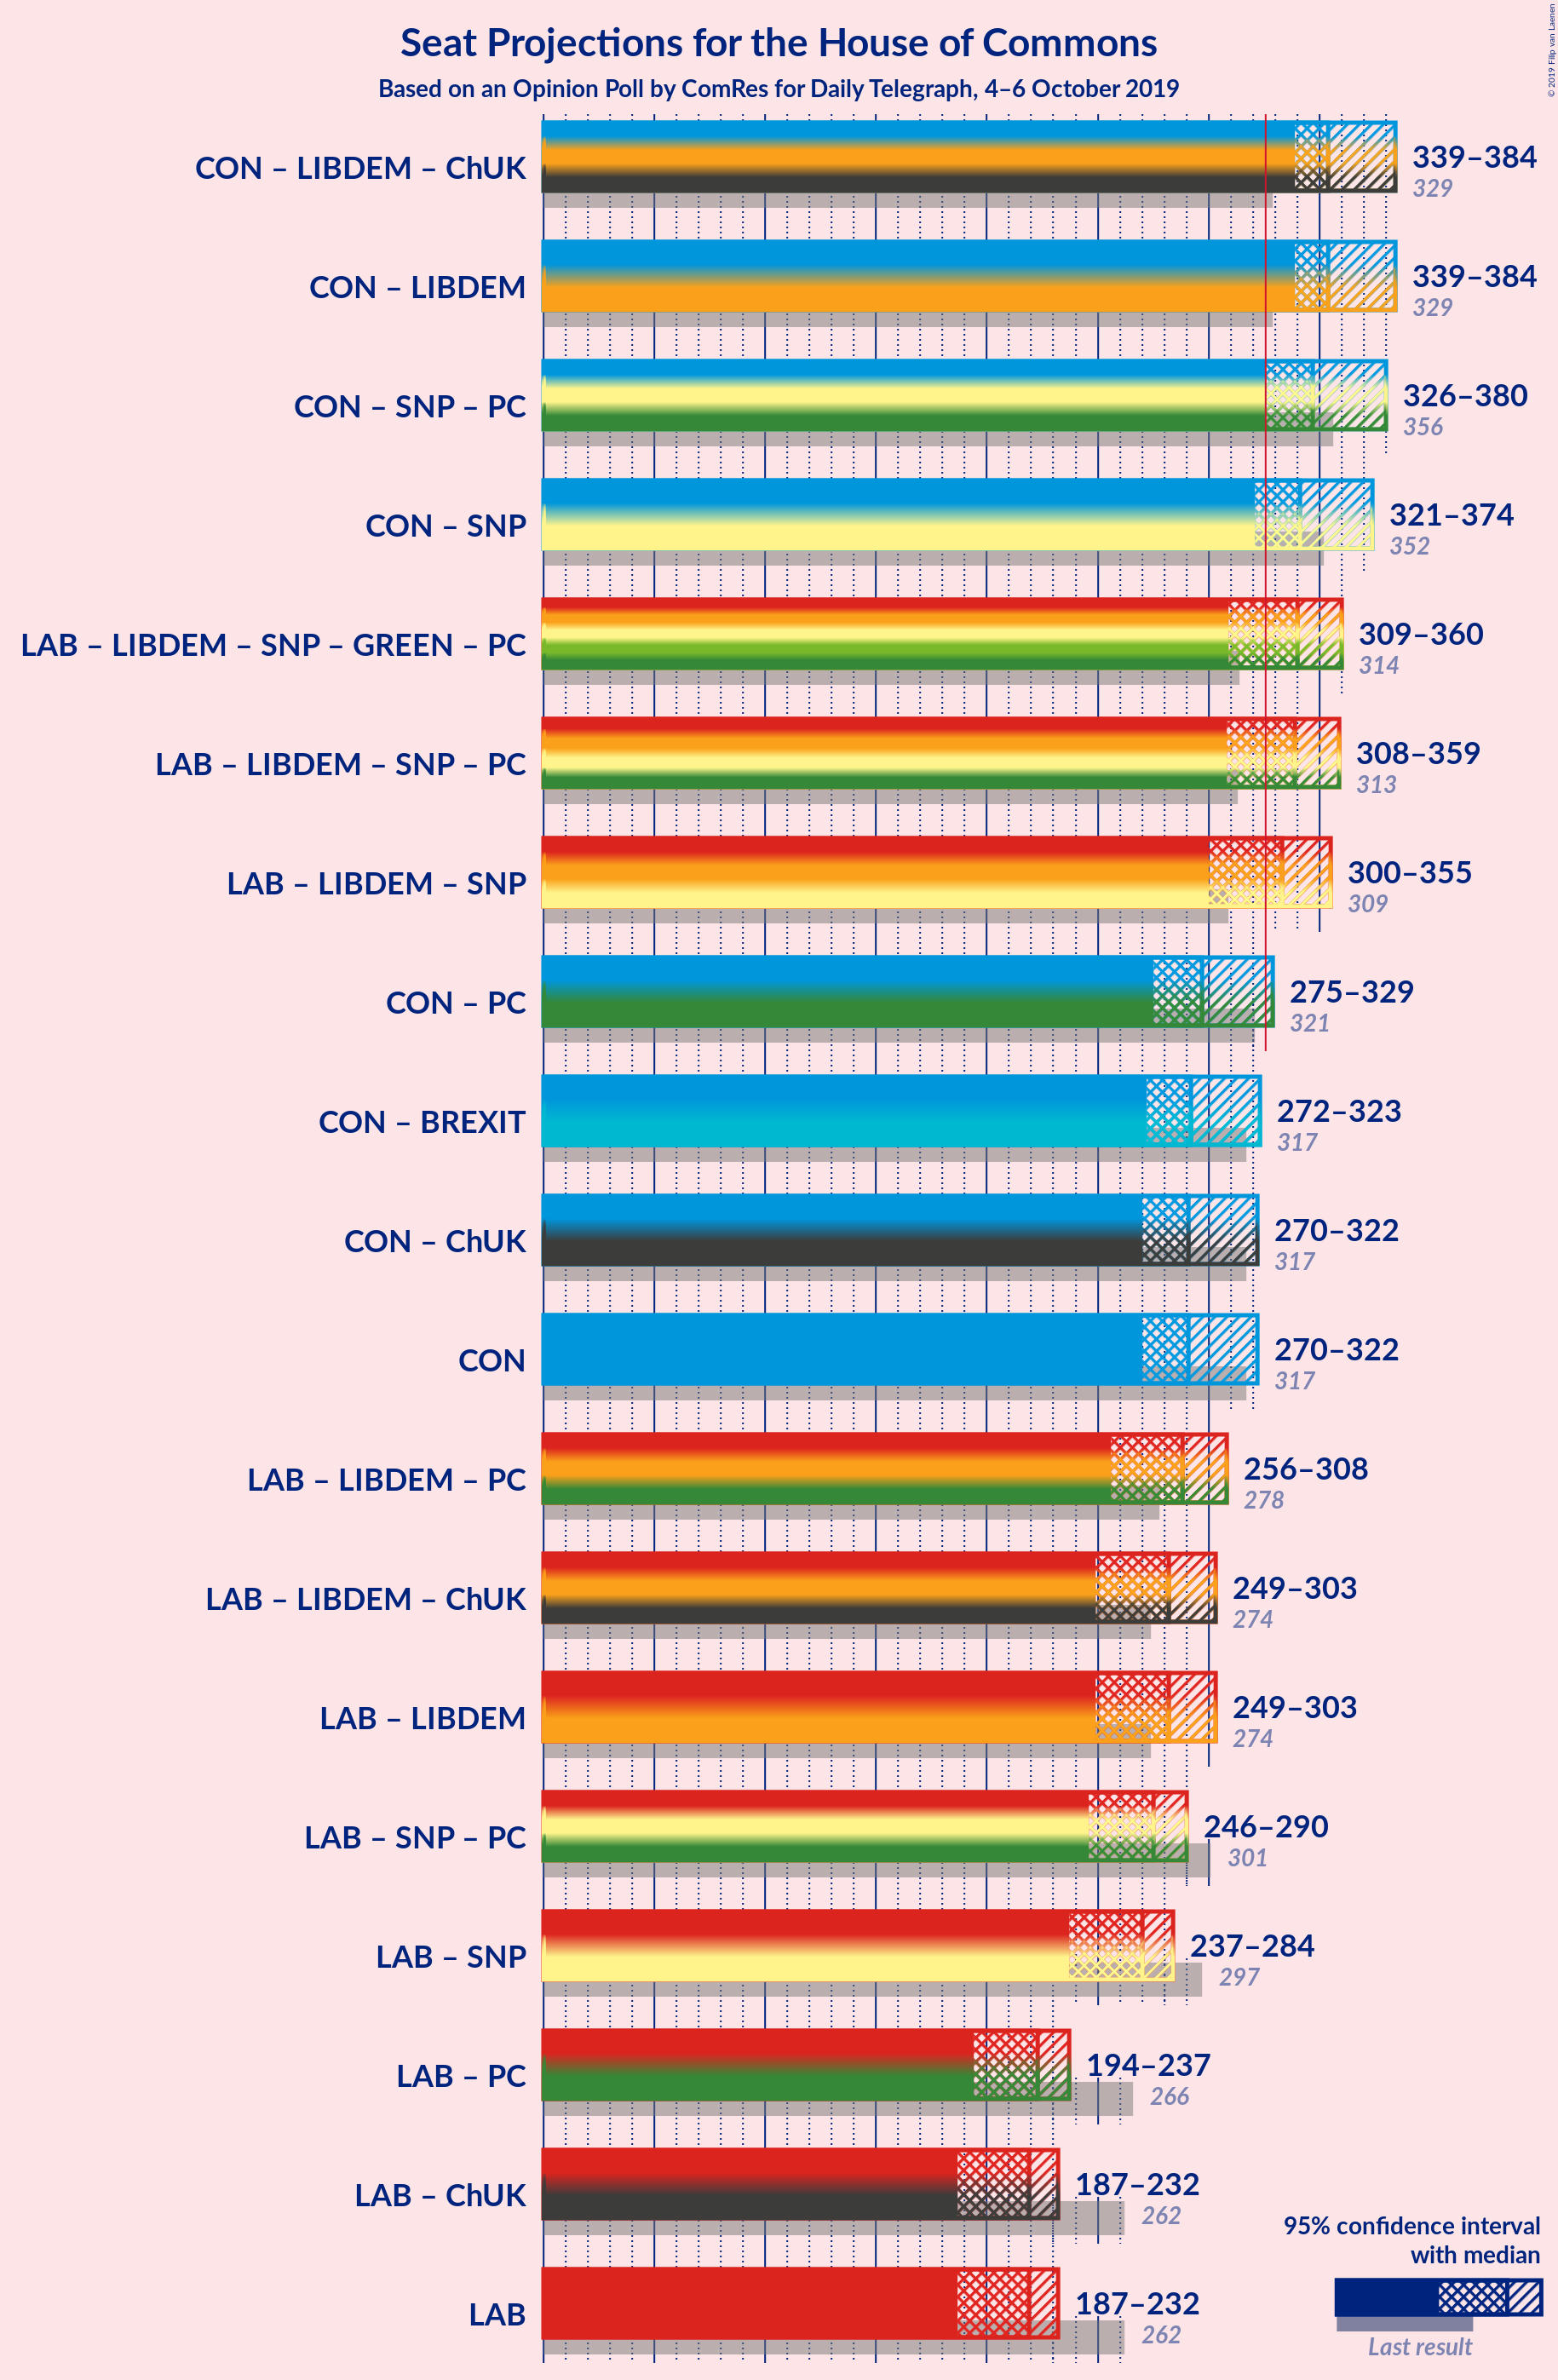 Seat Projections for the House of Commons
Based on an Opinion Poll by ComRes for Daily Telegraph, 4–6 October 2019
© 2019 Filip van Laenen
CON – LIBDEM – ChUK
339–384
329
CON – LIBDEM
339–384
329
CON – SNP – PC
326–380
356
CON – SNP
321–374
352
LAB – LIBDEM – SNP – GREEN – PC
309–360
314
LAB – LIBDEM – SNP – PC
308–359
313
LAB – LIBDEM – SNP
300–355
309
CON – PC
275–329
321
CON – BREXIT
272–323
317
CON – ChUK
270–322
317
CON
270–322
317
LAB – LIBDEM – PC
256–308
278
LAB – LIBDEM – ChUK
249–303
274
LAB – LIBDEM
249–303
274
LAB – SNP – PC
246–290
301
LAB – SNP
237–284
297
LAB – PC
194–237
266
LAB – ChUK
187–232
262
LAB
187–232
262
95% confidence interval
with median
Last result